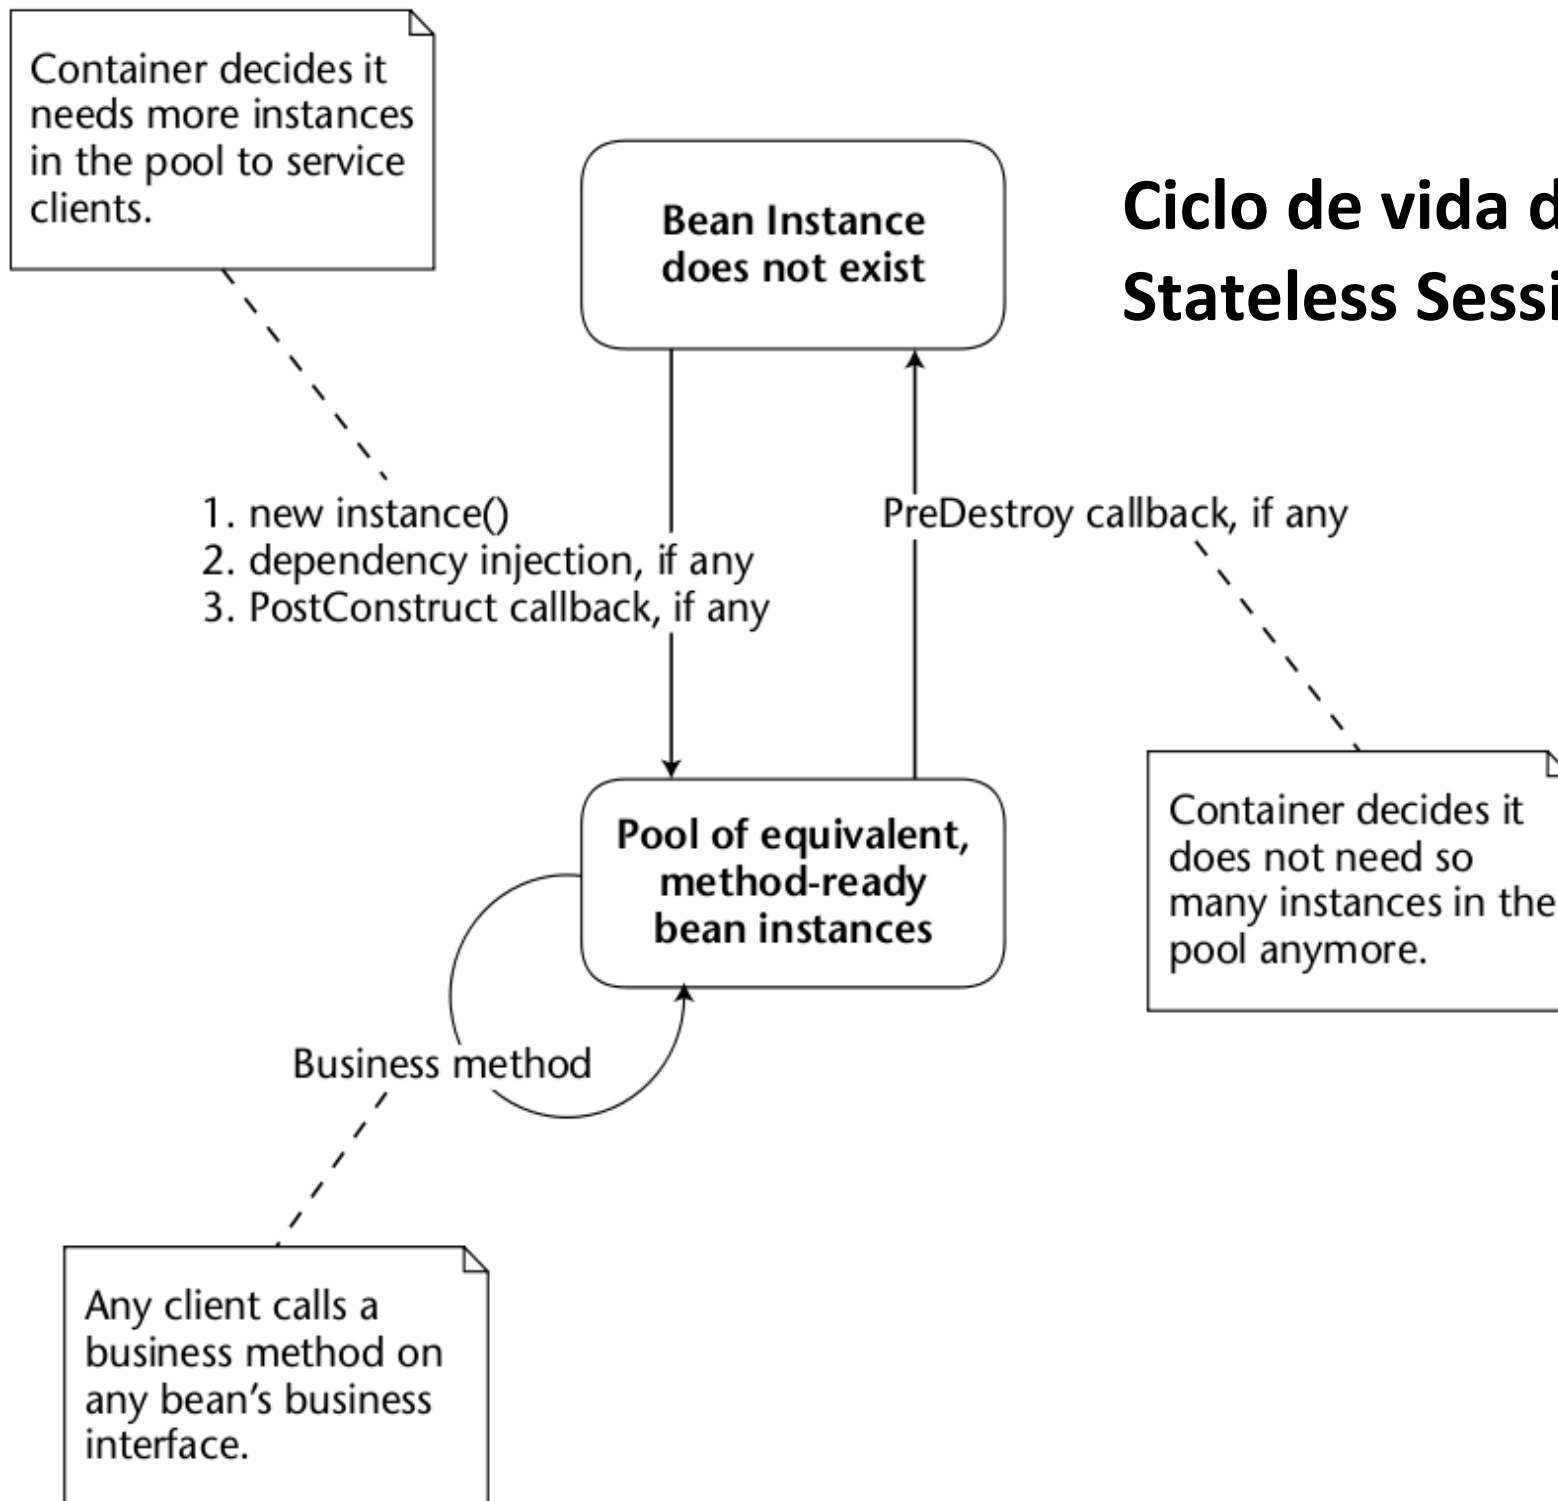 Container decides it
needs more instances
in the pool to service
clients.
Bean Instance
does not exist
Ciclo de vida
Stateless
1. new instance()
2. dependency injection, if any
3. PostConstruct callback, if any
PreDestroy callback, if any
Pool of equivalent,
method-ready
bean instances
Container decides it
does not need so
many instances in the
pool anymore.
Business method
Any client calls a
business method on
any bean’s business
interface.